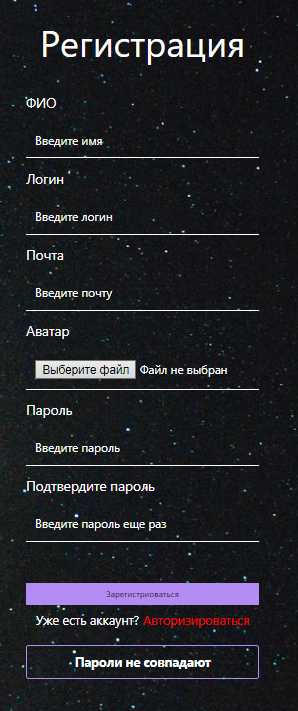 Регистрация
ФИО
Введите имя
Логин
Введите логин
Почта
Введите почту
Аватар
Выберите файл Файл не выбран
Пароль
Введите пароль
Подтвердите пароль
Введите пароль еще раз
Зарегистриоваться
Уже есть аккаунт? Авторизироваться
Пароли не совпадают